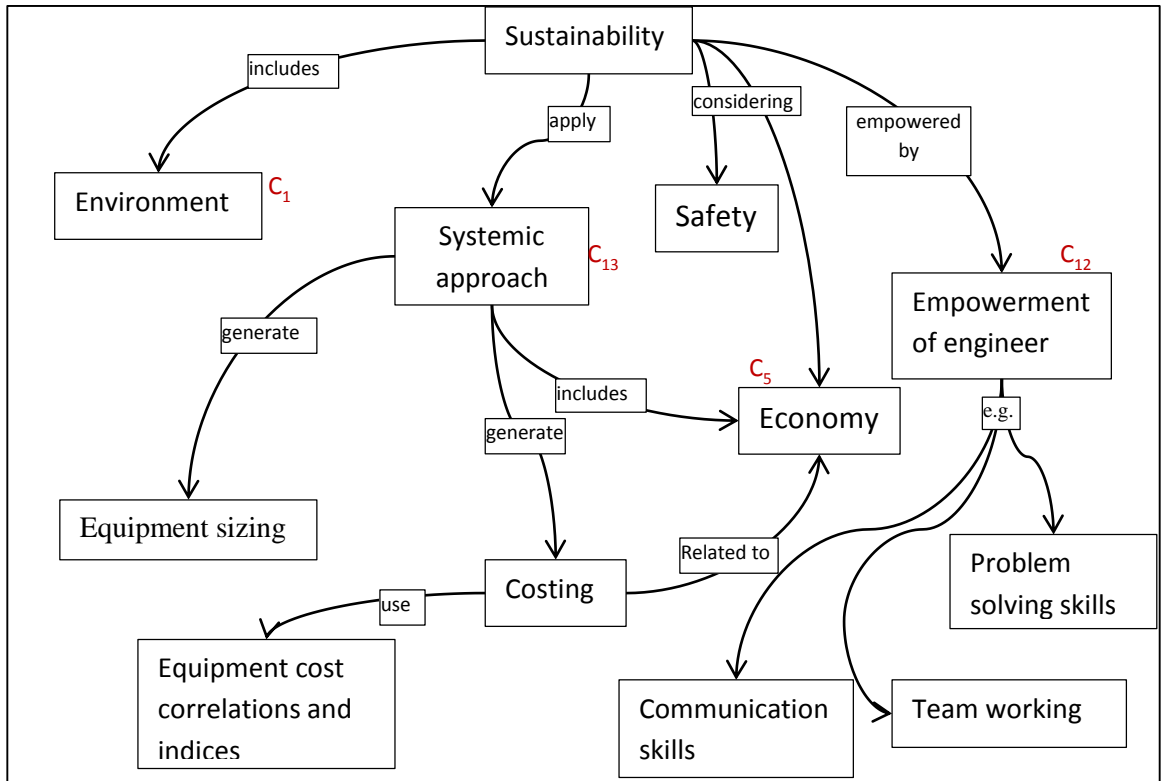 Sustainability
includes
considering
apply
empowered
by
Environment
C1
Safety
Systemic
approach
C13
C12
Empowerment
of engineer
generate
C5
includes
Economy
e.g.
generate
Equipment sizing
Related to
Problem
solving skills
Costing
use
Equipment cost
correlations and
indices
Communication
skills
Team working